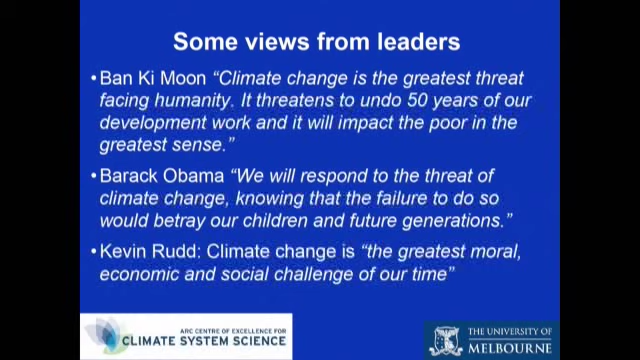 Some views from leaders
• Ban Ki Moon “Climate change is the greatest threat
facing humanity. It threatens to undo 50 years of our
development work and it will impact the poor in the
greatest sense.”
• Barack Obama “We will respond to the threat of
climate change, knowing that the failure to do so
would betray our children and future generations.”
• Kevin Rudd: Climate change is “the greatest moral,
economic and social challenge of our time”
ARC CENTRE OF EXCELLENCE FOR
CLIMATE SYSTEM SCIENCE
THE UNIVERSITY OF
MELBOURNE